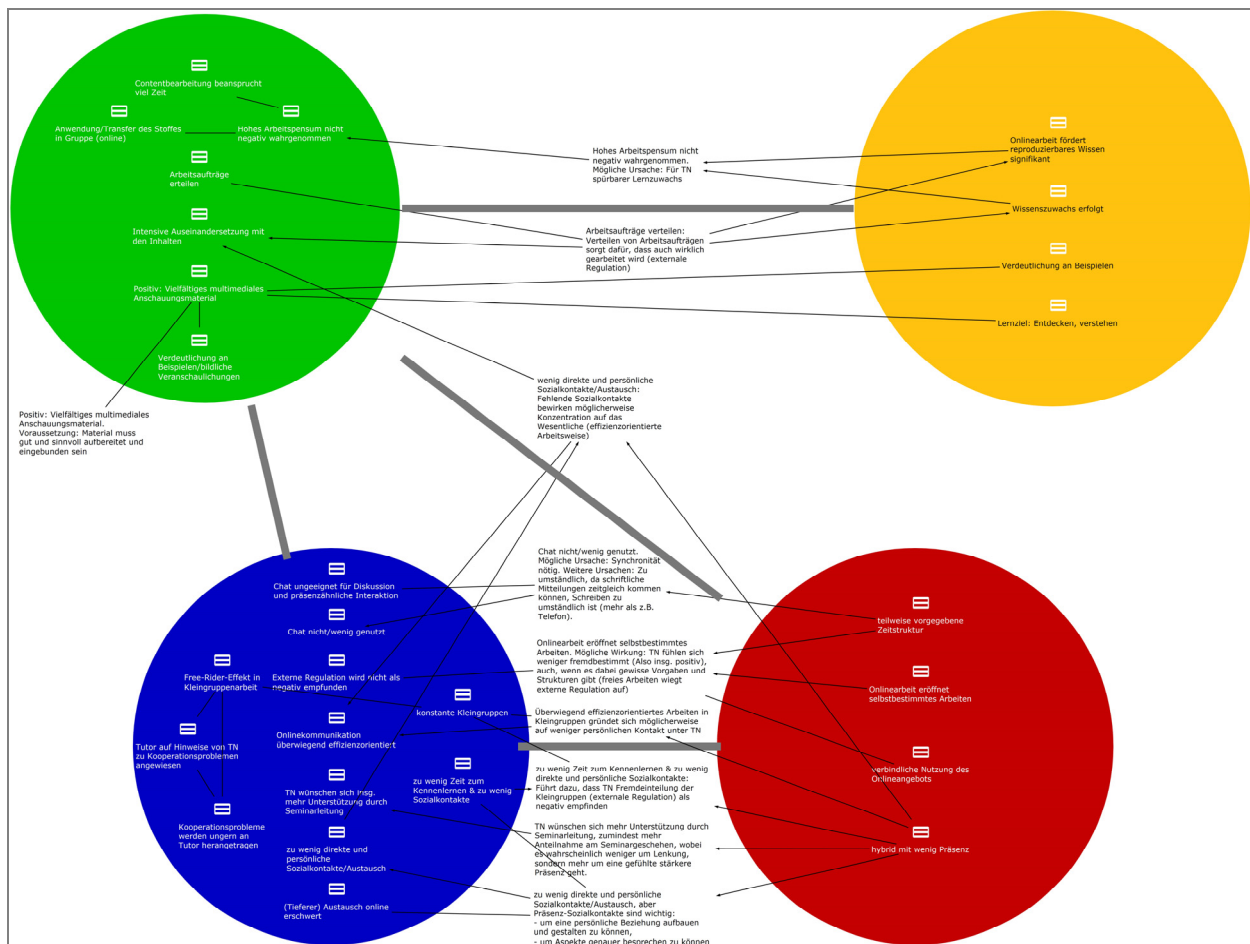 Contentbearbeitung beansprucht
viel Zeit
Anwendung/Transfer des Stoffes
in Gruppe (online)
Hohes Arbeitspensum nicht
negativ wahrgenommen
Arbeitsaufträge
erteilen
Intensive Auseinandersetzung mit
den Inhalten
Positiv: Vielfältiges multimediales
Anschauungsmaterial
Verdeutlichung an
Beispielen/bildliche
Veranschaulichungen
Positiv: Vielfältiges multimediales
Anschauungsmaterial.
Voraussetzung: Material muss
gut und sinnvoll aufbereitet und
eingebunden sein
Hohes Arbeitspensum nicht
negativ wahrgenommen.
Mögliche Ursache: Für TN
spürbarer Lernzuwachs
Arbeitsaufträge verteilen:
Verteilen von Arbeitsaufträgen
sorgt dafür, dass auch wirklich
gearbeitet wird (externale
Regulation)
Onlinearbeit fördert
reproduzierbares Wissen
signifikant
Wissenszuwachs erfolgt
Verdeutlichung an Beispielen
Lernziel: Entdecken, verstehen
wenig direkte und persönliche
Sozialkontakte/Austausch:
Fehlende Sozialkontakte
bewirken möglicherweise
Konzentration auf das
Wesentliche (effizienzorientierte
Arbeitsweise)
Chat ungeeignet für Diskussion
und präsenzähnliche Interaktion
Chat nicht/wenig genutzt
Free-Rider-Effekt in
Kleingruppenarbeit
Externe Regulation wird nicht als
negativ empfunden
konstante Kleingruppen
Onlinekommunikation
überwiegend effizienzorientiert
Tutor auf Hinweise von TN
zu Kooperationsproblemen
angewiesen
zu wenig Zeit zum
Kennenlernen & zu wenig
Sozialkontakte
TN wünschen sich insg.
mehr Unterstützung durch
Seminarleitung
Kooperationsprobleme
werden ungern an
Tutor herangetragen
zu wenig direkte und
persönliche
Sozialkontakte/Austausch
(Tieferer) Austausch online
erschwert
Chat nicht/wenig genutzt.
Mögliche Ursache: Synchronität
nötig. Weitere Ursachen: Zu
umständlich, da schriftliche
Mitteilungen zeitgleich kommen
können, Schreiben zu
umständlich ist (mehr als z.B.
Telefon).
Onlinearbeit eröffnet selbstbestimmtes
Arbeiten. Mögliche Wirkung: TN fühlen sich
weniger fremdbestimmt (Also insg. positiv),
auch, wenn es dabei gewisse Vorgaben und
Strukturen gibt (freies Arbeiten wiegt
externe Regulation auf)
Überwiegend effizienzorientiertes Arbeiten in
Kleingruppen gründet sich möglicherweise
auf weniger persönlichen Kontakt unter TN
zu wenig Zeit zum Kennenlernen & zu wenig
direkte und persönliche Sozialkontakte:
Führt dazu, dass TN Fremdeinteilung der
Kleingruppen (externale Regulation) als
negativ empfinden
TN wünschen sich mehr Unterstützung durch
Seminarleitung, zumindest mehr
Anteilnahme am Seminargeschehen, wobei
es wahrscheinlich weniger um Lenkung,
sondern mehr um eine gefühlte stärkere
Präsenz geht.
zu wenig direkte und persönliche
Sozialkontakte/Austausch, aber
Präsenz-Sozialkontakte sind wichtig:
- um eine persönliche Beziehung aufbauen
und gestalten zu können,
- um Aspekte genauer besprechen zu können
teilweise vorgegebene
Zeitstruktur
Onlinearbeit eröffnet
selbstbestimmtes Arbeiten
verbindliche Nutzung des
Onlineangebots
hybrid mit wenig Präsenz